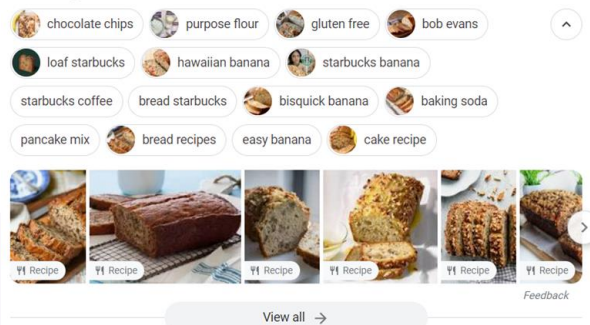 chocolate chips purpose flour gluten free bob evans
loaf starbucks hawaiian banana starbucks banana
starbucks coffee bread starbucks bisquick banana baking soda
pancake mix bread recipes easy banana cake recipe
Recipe Recipe Recipe Recipe Recipe Recipe
Feedback
View all